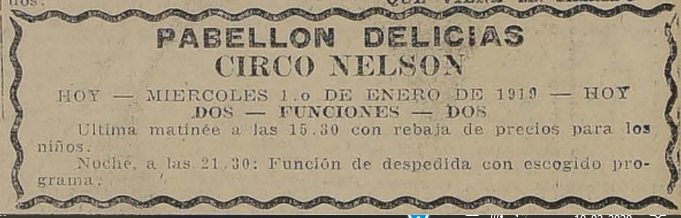 PABELLON DELICIAS
CIRCO NELSON
HOY — MIERCOLES 1.o DE ENERO DE 1919 — HOY
DOS — FUNCIONES — DOS
Ultima matinée a las 15.30 con rebaja de precios para los
niños.
Noche, a las 21.30: Función de despedida con escogido pro-
grama.